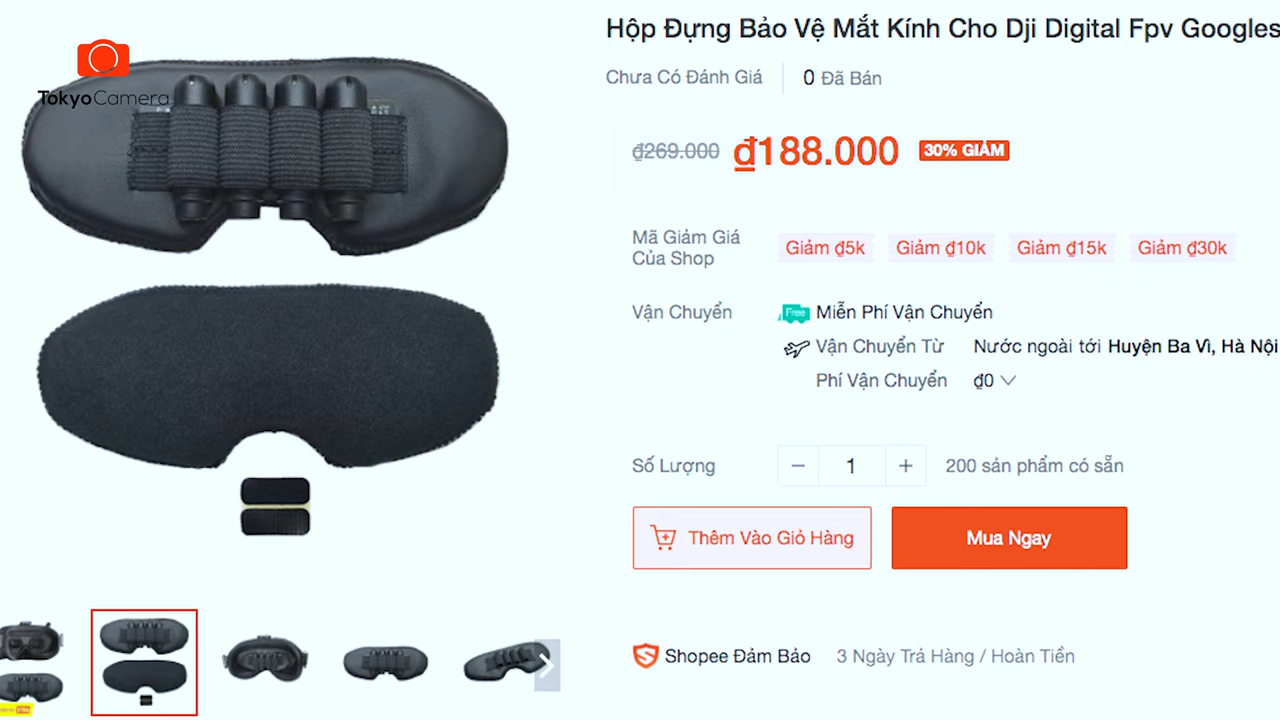 TokyoCamera
Hộp Đựng Bảo Vệ Mắt Kính Cho Dji Digital Fpv Googles
Chưa Có Đánh Giá 0 Đã Bán
₫269.000 ₫188.000 30% GIẢM
Mã Giảm Giá
Của Shop
Giảm ₫5k Giảm ₫10k Giảm ₫15k Giảm ₫30k
Vận Chuyển Free Miễn Phí Vận Chuyển
Vận Chuyển Từ Nước ngoài tới Huyện Ba Vì, Hà Nội
Phí Vận Chuyển ₫0
Số Lượng − 1 + 200 sản phẩm có sẵn
Thêm Vào Giỏ Hàng Mua Ngay
Shopee Đảm Bảo 3 Ngày Trả Hàng / Hoàn Tiền